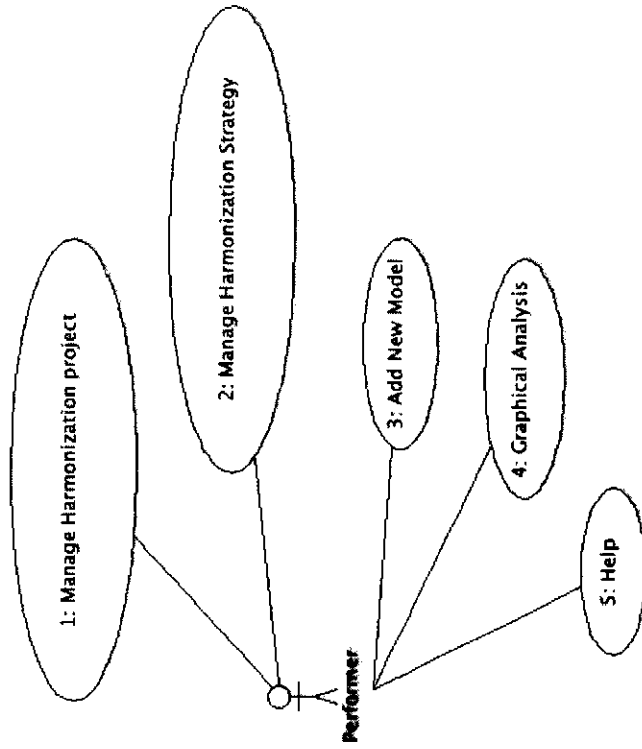 1: Manage Harmonization project
2: Manage Harmonization Strategy
3: Add New Model
4: Graphical Analysis
5: Help
Performer